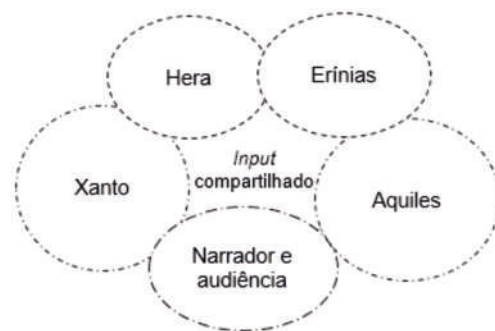 Hera
Erínias
Xanto
Input
compartilhado
Aquiles
Narrador e
audiência